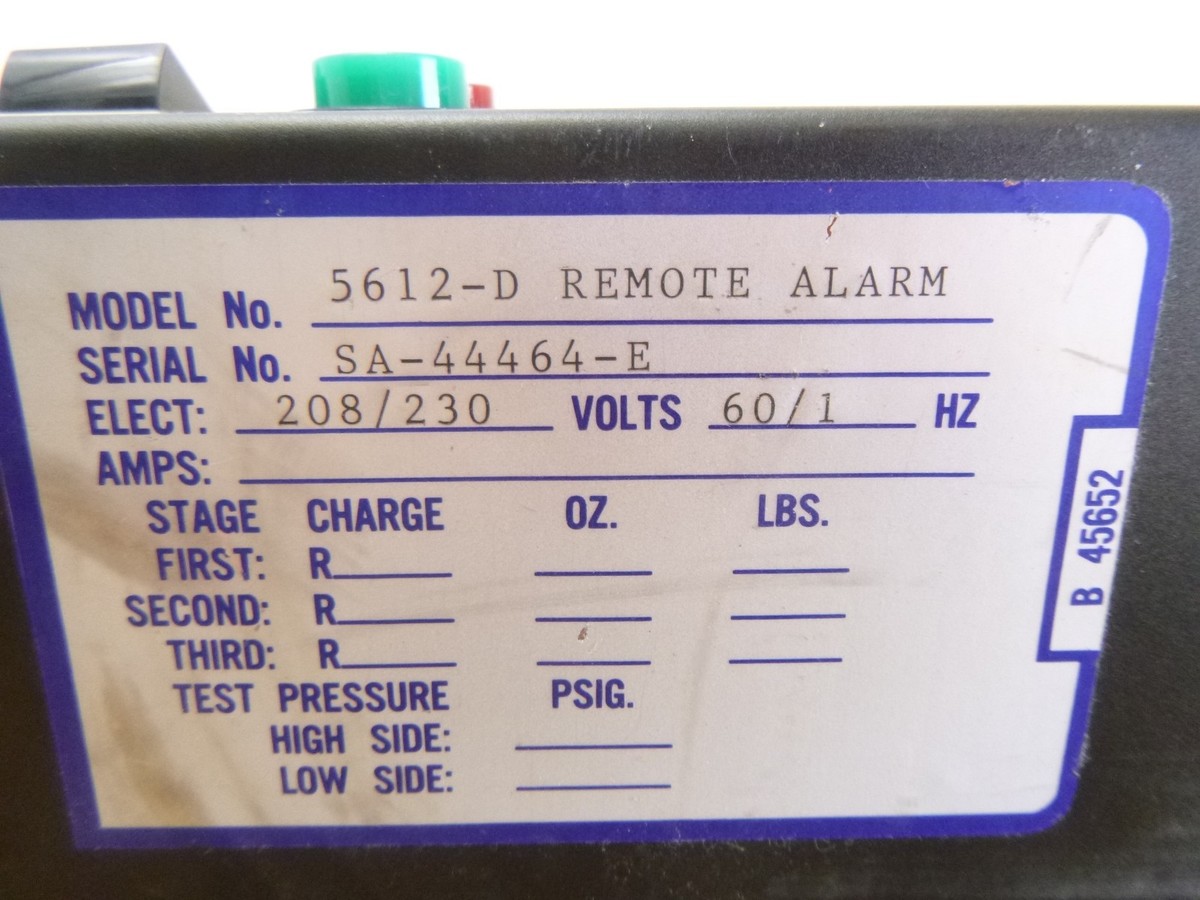 MODEL No. 5612-D REMOTE ALARM
SERIAL No. SA-44464-E
ELECT: 208/230 VOLTS 60/1 HZ
AMPS:
STAGE CHARGE OZ. LBS.
FIRST: R
SECOND: R
THIRD: R
TEST PRESSURE PSIG.
HIGH SIDE:
LOW SIDE:
B 45652